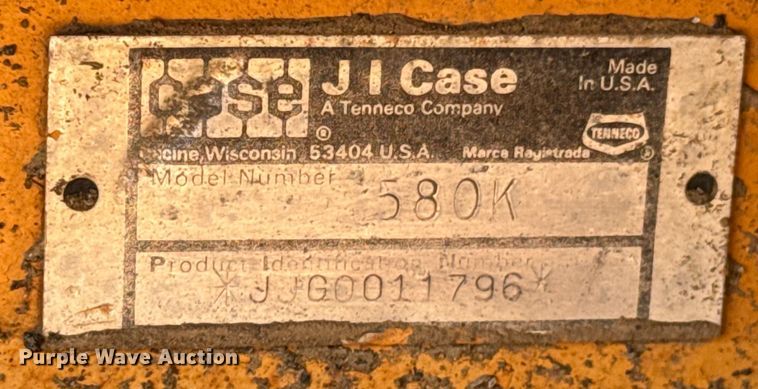 case
J I Case
A Tenneco Company
Made
In U.S.A.
TENNECO
®
®
Wisconsin 53404 U.S.A. Marca Registrada
Model Number
580K
Product Identification Number
*JJG0011796*
Purple Wave Auction